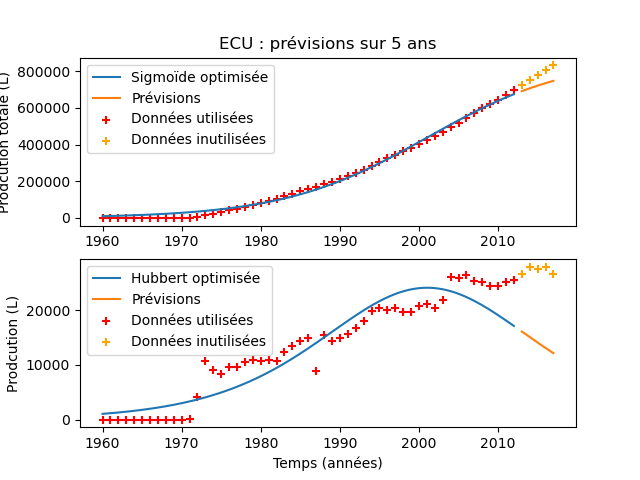 ECU : prévisions sur 5 ans
Prodcution totale (L)
800000
600000
400000
200000
0
Sigmoïde optimisée
Prévisions
Données utilisées
Données inutilisées
1960 1970 1980 1990 2000 2010
Prodcution (L)
20000
10000
0
Hubbert optimisée
Prévisions
Données utilisées
Données inutilisées
1960 1970 1980 1990 2000 2010
Temps (années)